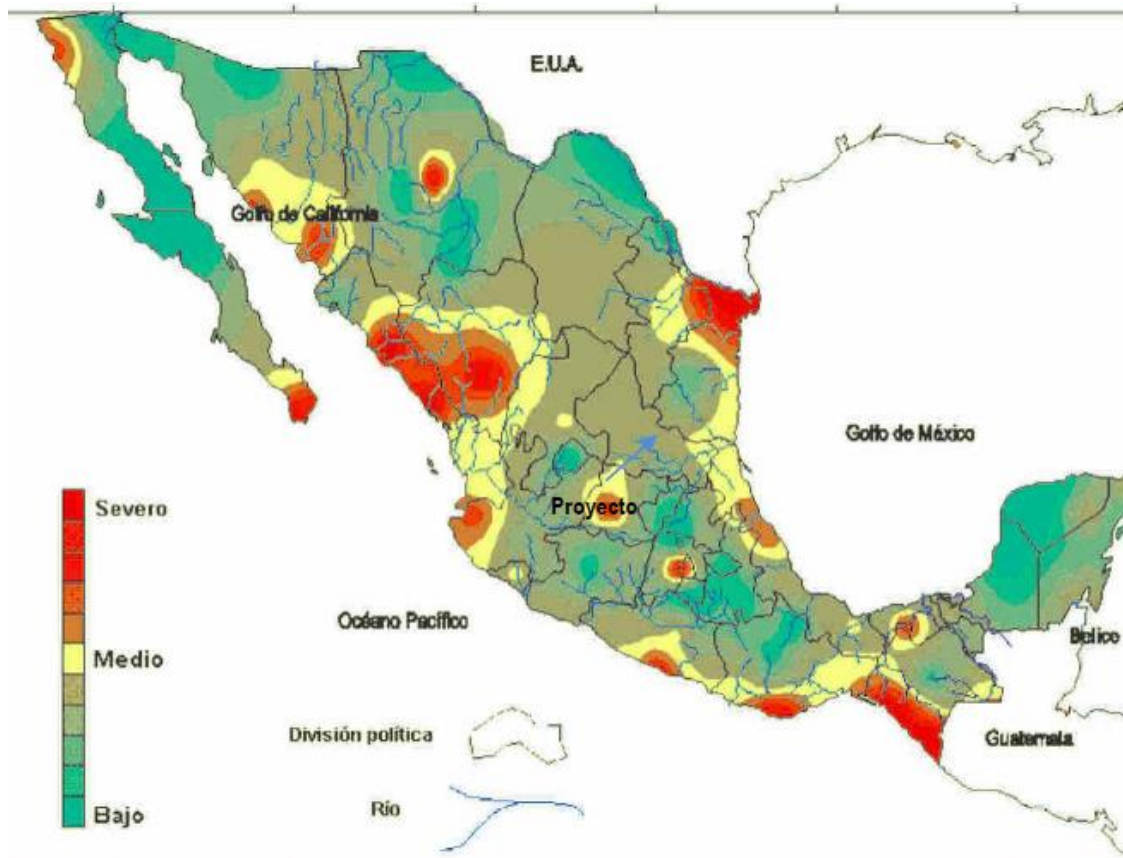 E.U.A.
Golfo de California
Golfo de México
Severo
Proyecto
Océano Pacífico
Medio
Belice
División política
Guatemala
Río
Bajo